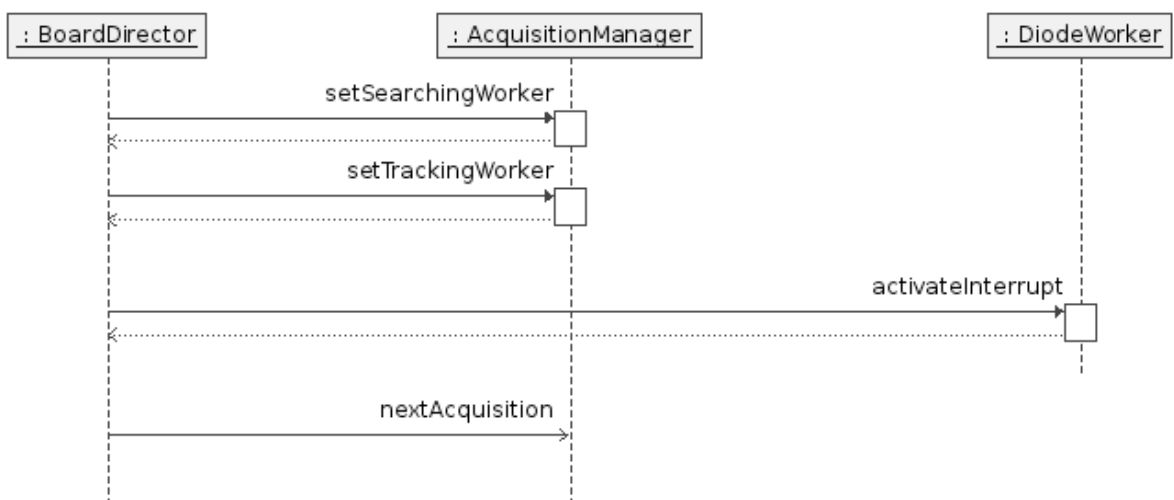 : BoardDirector
: AcquisitionManager
: DiodeWorker
setSearchingWorker
setTrackingWorker
activateInterrupt
nextAcquisition